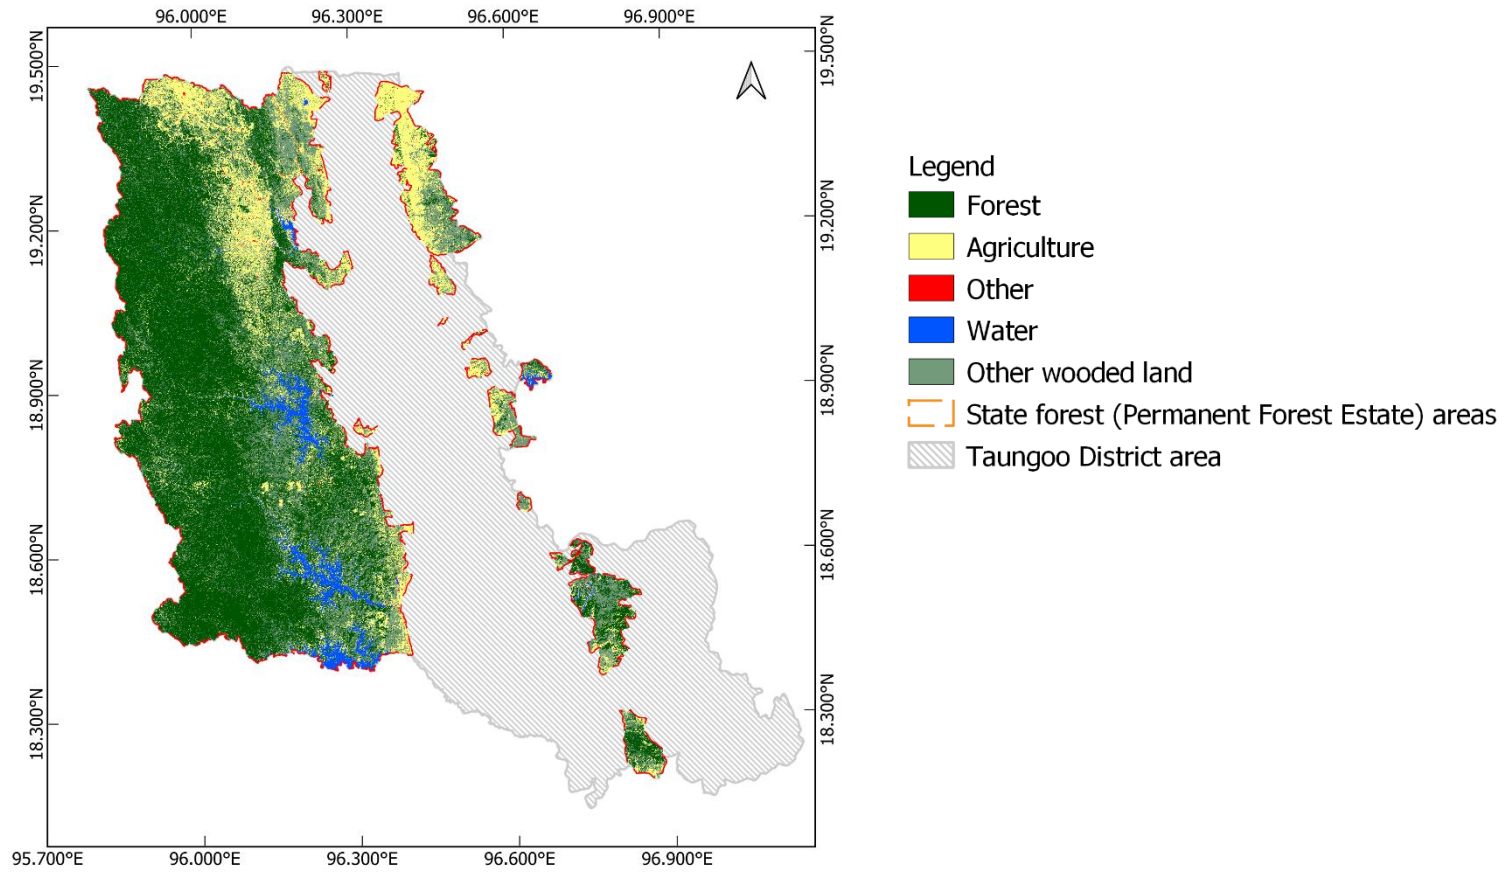 96.000°E 96.300°E 96.600°E 96.900°E
19.500°N
19.200°N
18.900°N
18.600°N
18.300°N
19.500°N
19.200°N
18.900°N
18.600°N
18.300°N
95.700°E 96.000°E 96.300°E 96.600°E 96.900°E
Legend
Forest
Agriculture
Other
Water
Other wooded land
State forest (Permanent Forest Estate) areas
Taungoo District area